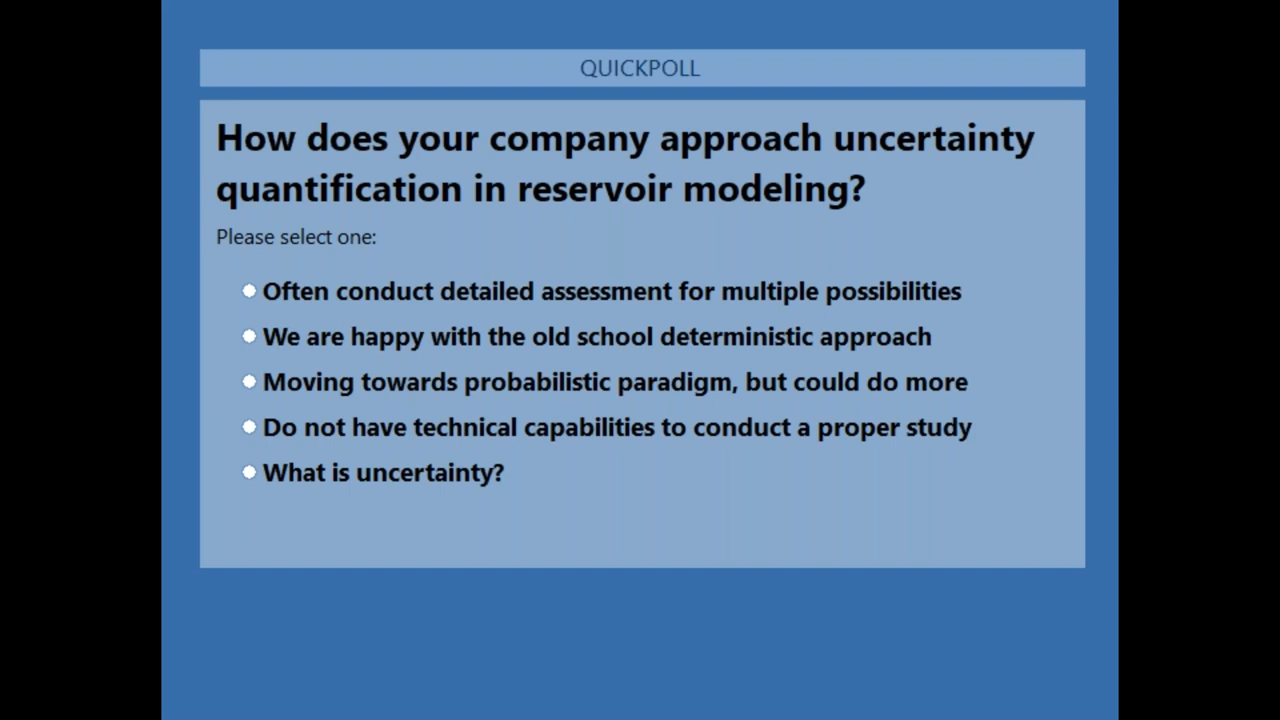 QUICKPOLL
How does your company approach uncertainty
quantification in reservoir modeling?
Please select one:
Often conduct detailed assessment for multiple possibilities
We are happy with the old school deterministic approach
Moving towards probabilistic paradigm, but could do more
Do not have technical capabilities to conduct a proper study
What is uncertainty?